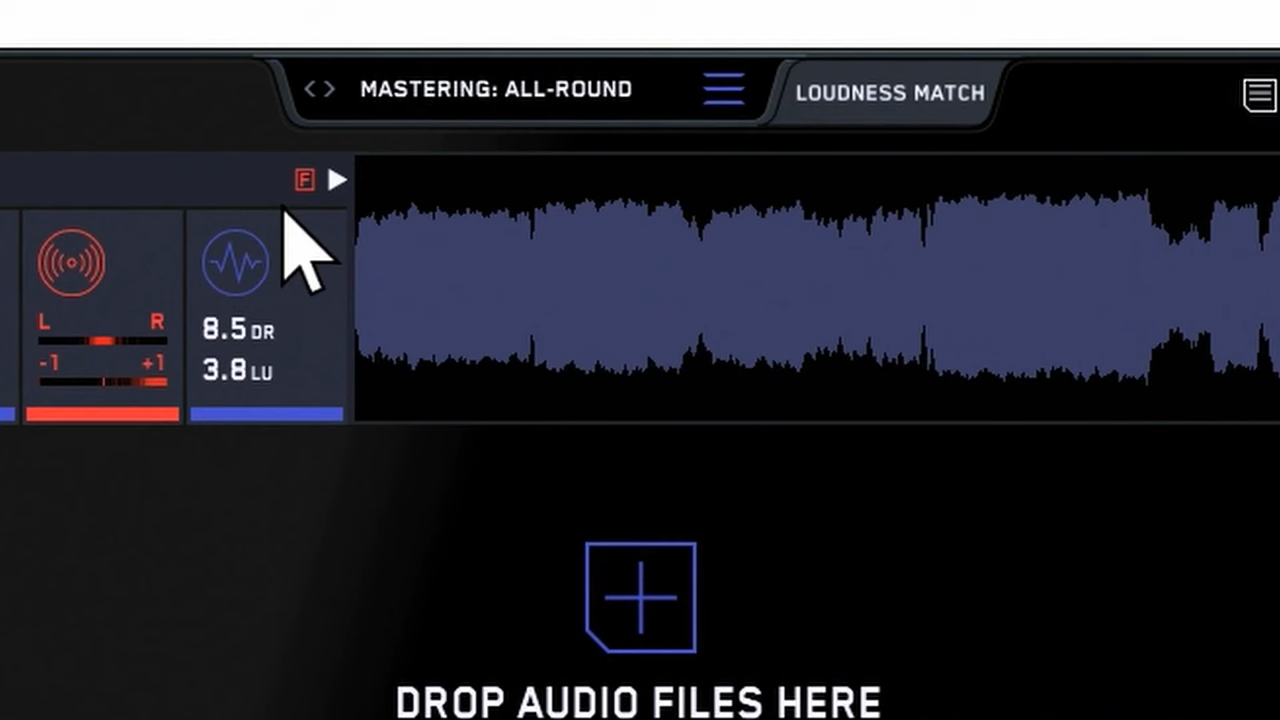 < > MASTERING: ALL-ROUND
LOUDNESS MATCH
F
L R
-1 +1
8.5 DR
3.8 LU
DROP AUDIO FILES HERE